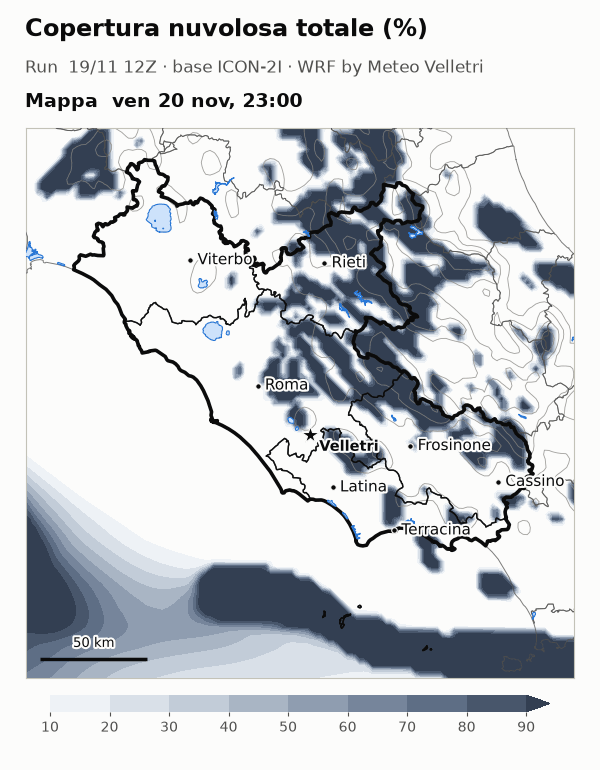 Copertura nuvolosa totale (%)
Run  19/11 12Z · base ICON-2I · WRF by Meteo Velletri
Mappa  ven 20 nov, 23:00
Viterbo
Rieti
Roma
Velletri
Frosinone
Cassino
Latina
Terracina
50 km
10 20 30 40 50 60 70 80 90